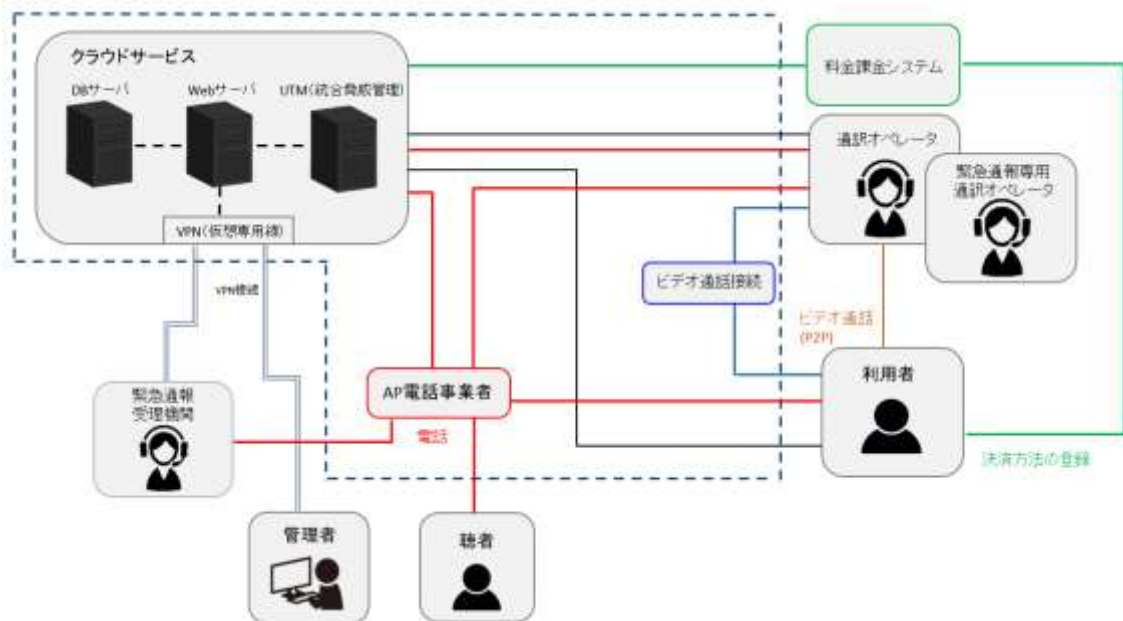 クラウドサービス
DBサーバ
Webサーバ
UTM(統合脅威管理)
VPN(仮想専用線)
VPN接続
料金課金システム
通訳オペレータ
緊急通報専用
通訳オペレータ
ビデオ通話接続
ビデオ通話
(P2P)
利用者
決済方法の登録
AP電話事業者
電話
緊急通報
受理機関
管理者
聴者